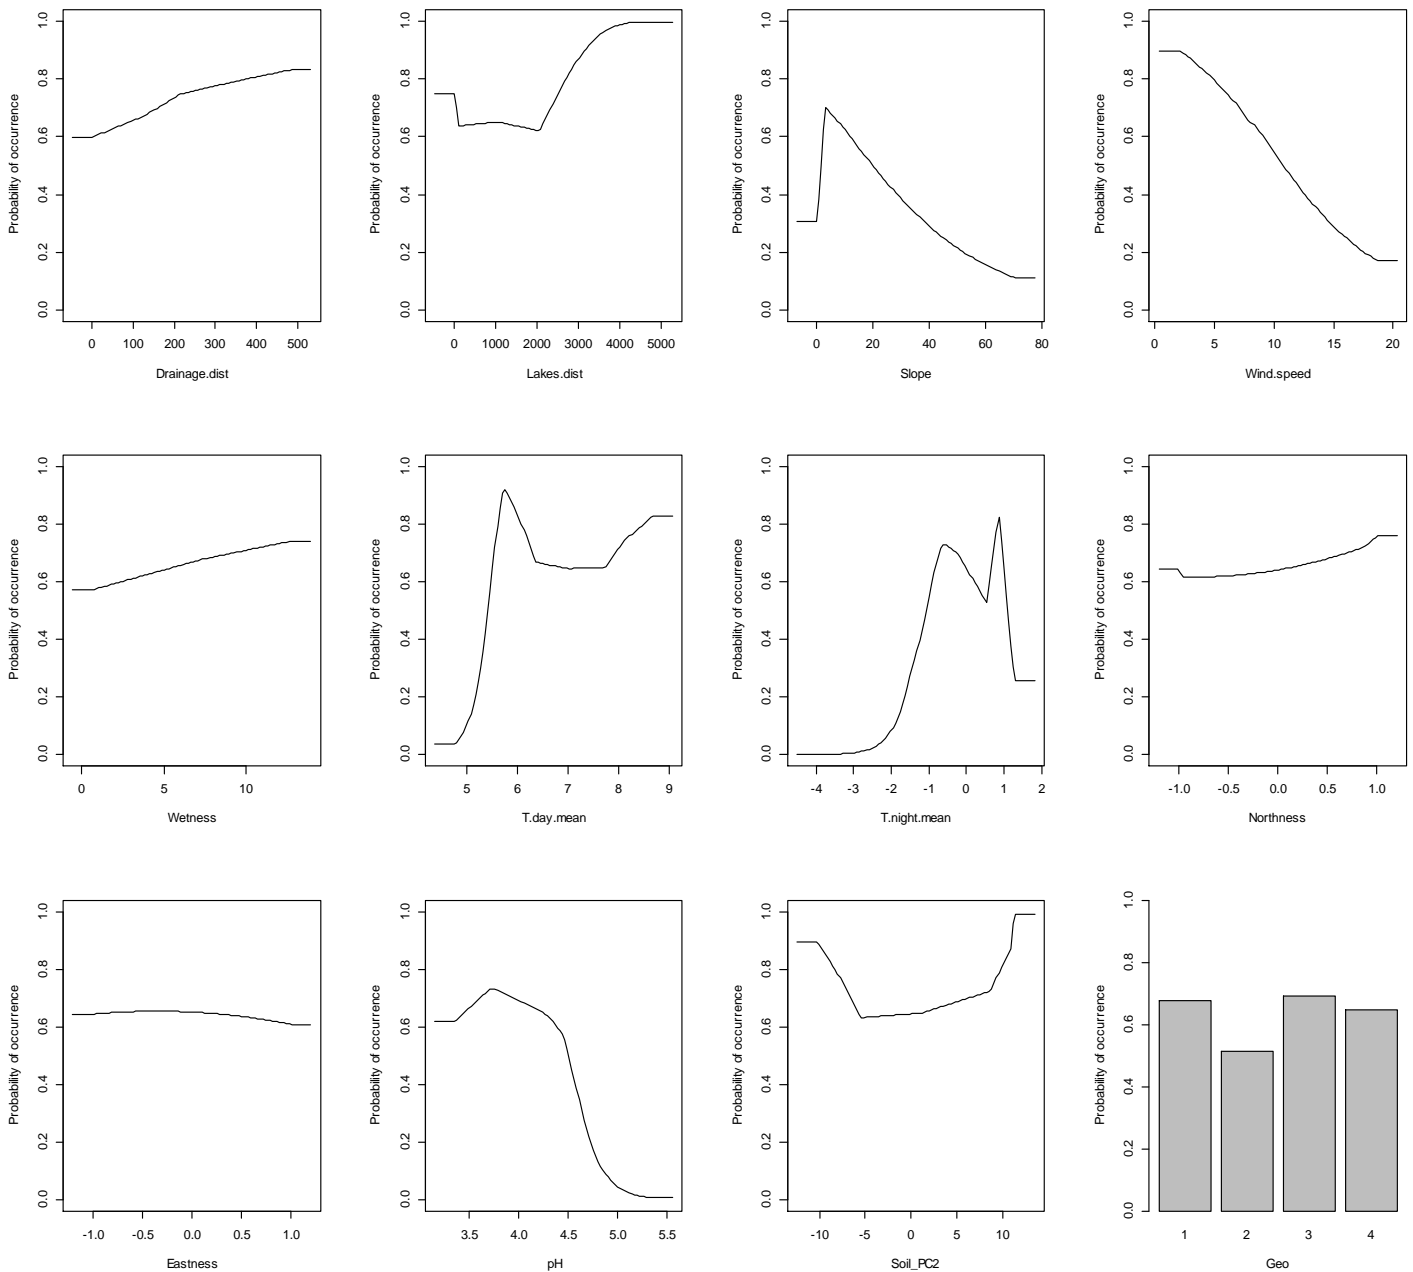 Probability of occurrence
0.0 0.2 0.4 0.6 0.8 1.0
0 100 200 300 400 500
Drainage.dist
Probability of occurrence
0.0 0.2 0.4 0.6 0.8 1.0
0 1000 2000 3000 4000 5000
Lakes.dist
Probability of occurrence
0.0 0.2 0.4 0.6 0.8 1.0
0 20 40 60 80
Slope
Probability of occurrence
0.0 0.2 0.4 0.6 0.8 1.0
0 5 10 15 20
Wind.speed
Probability of occurrence
0.0 0.2 0.4 0.6 0.8 1.0
0 5 10
Wetness
Probability of occurrence
0.0 0.2 0.4 0.6 0.8 1.0
5 6 7 8 9
T.day.mean
Probability of occurrence
0.0 0.2 0.4 0.6 0.8 1.0
-4 -3 -2 -1 0 1 2
T.night.mean
Probability of occurrence
0.0 0.2 0.4 0.6 0.8 1.0
-1.0 -0.5 0.0 0.5 1.0
Northness
Probability of occurrence
0.0 0.2 0.4 0.6 0.8 1.0
-1.0 -0.5 0.0 0.5 1.0
Eastness
Probability of occurrence
0.0 0.2 0.4 0.6 0.8 1.0
3.5 4.0 4.5 5.0 5.5
pH
Probability of occurrence
0.0 0.2 0.4 0.6 0.8 1.0
-10 -5 0 5 10
Soil_PC2
Probability of occurrence
0.0 0.2 0.4 0.6 0.8 1.0
1 2 3 4
Geo